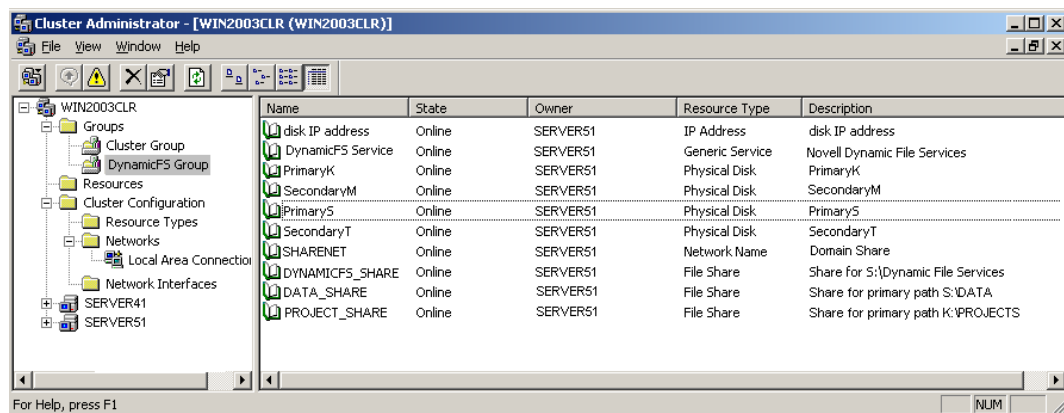 Cluster Administrator - [WIN2003CLR (WIN2003CLR)]
File View Window Help
WIN2003CLR
Groups
Cluster Group
DynamicFS Group
Resources
Cluster Configuration
Resource Types
Networks
Local Area Connection
Network Interfaces
SERVER41
SERVER51
Name State Owner Resource Type Description
disk IP address Online SERVER51 IP Address disk IP address
DynamicFS Service Online SERVER51 Generic Service Novell Dynamic File Services
PrimaryK Online SERVER51 Physical Disk PrimaryK
SecondaryM Online SERVER51 Physical Disk SecondaryM
PrimaryS Online SERVER51 Physical Disk PrimaryS
SecondaryT Online SERVER51 Physical Disk SecondaryT
SHARENET Online SERVER51 Network Name Domain Share
DYNAMICFS_SHARE Online SERVER51 File Share Share for S:\Dynamic File Services
DATA_SHARE Online SERVER51 File Share Share for primary path S:\DATA
PROJECT_SHARE Online SERVER51 File Share Share for primary path K:\PROJECTS
For Help, press F1 NUM